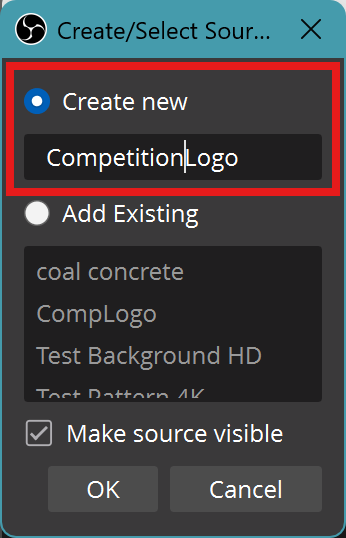 Create/Select Sour...
Create new
CompetitionLogo
Add Existing
coal concrete
CompLogo
Test Background HD
Test Pattern 4K
Make source visible
OK
Cancel